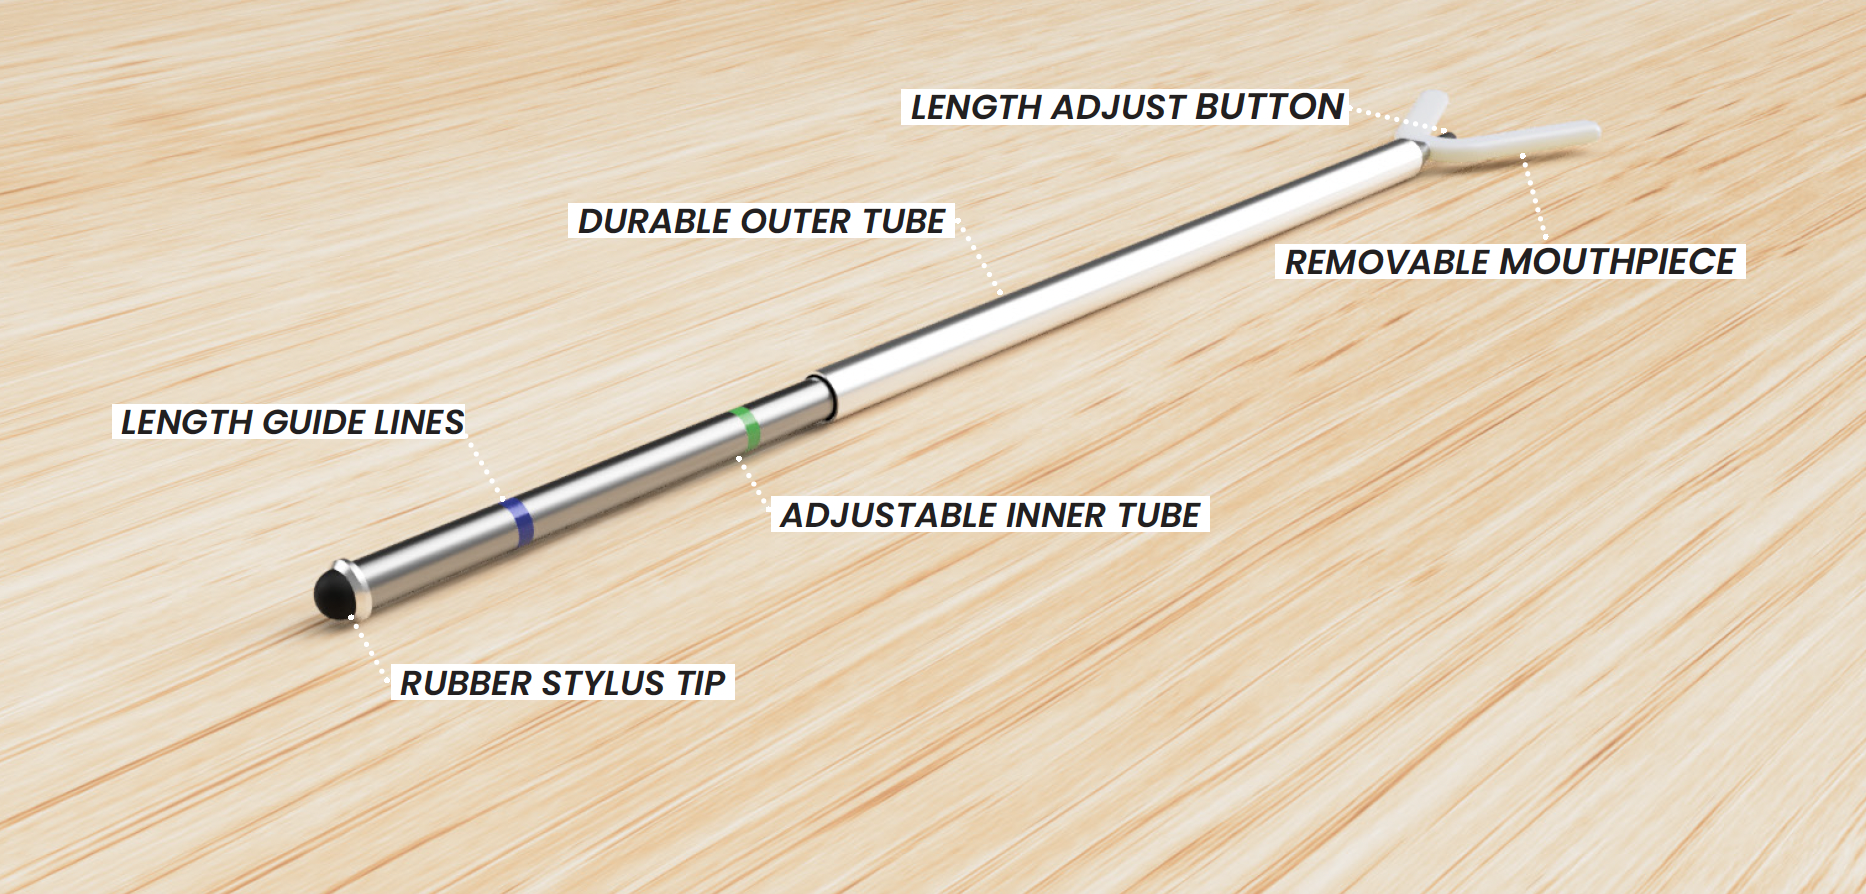 LENGTH ADJUST BUTTON
DURABLE OUTER TUBE
REMOVABLE MOUTHPIECE
LENGTH GUIDE LINES
ADJUSTABLE INNER TUBE
RUBBER STYLUS TIP